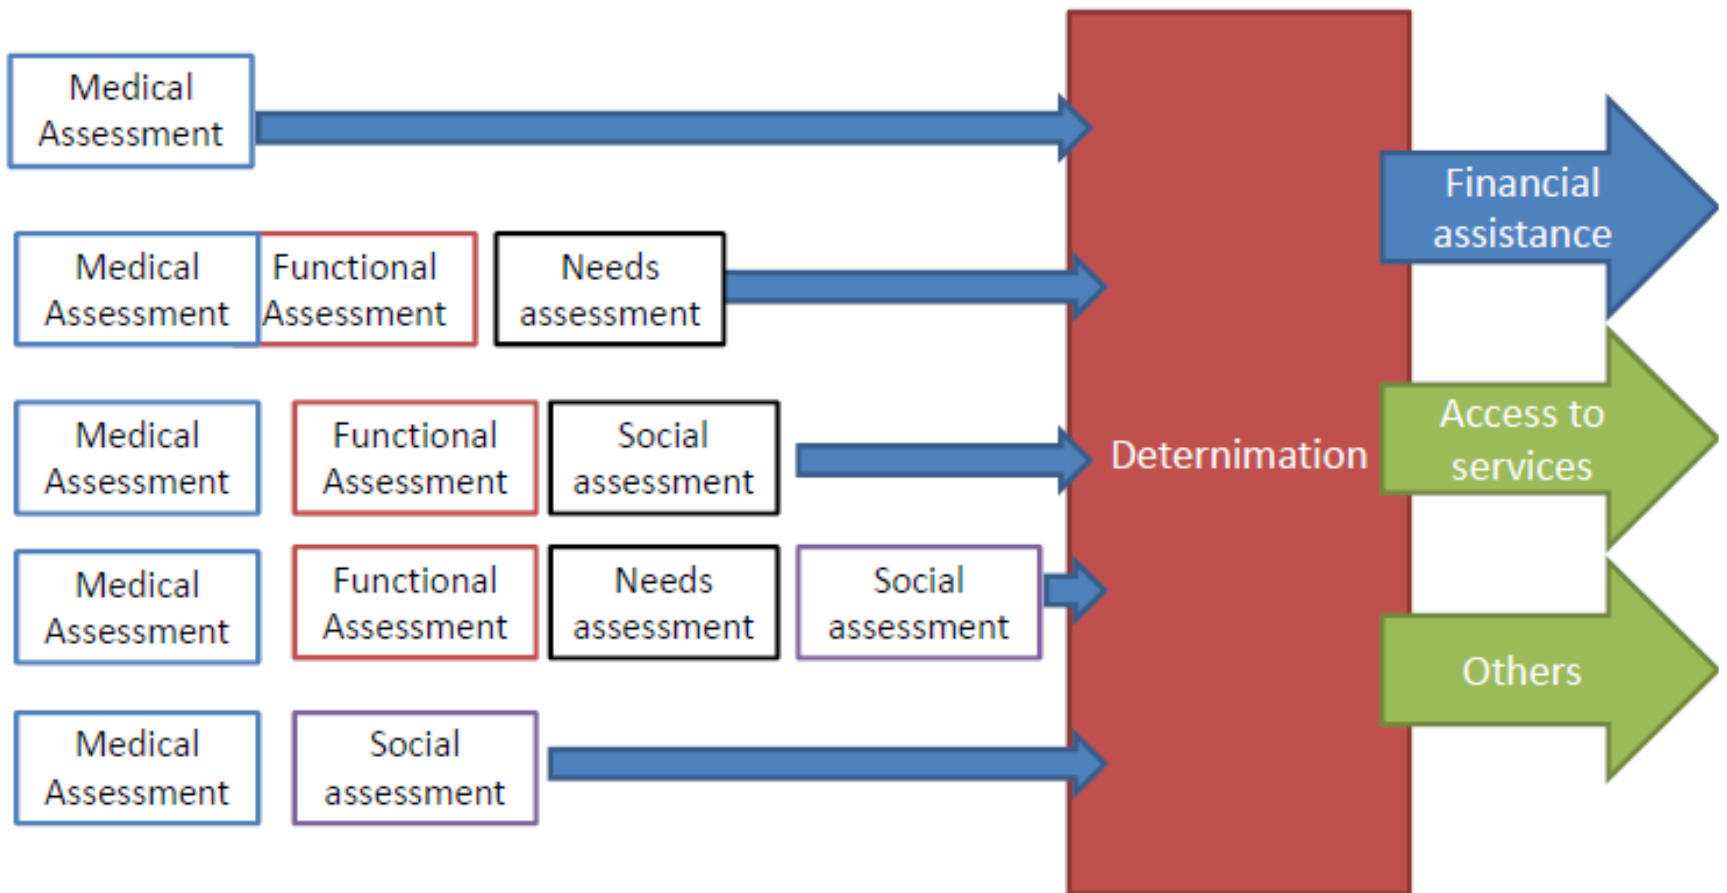 Medical
Assessment
Medical
Assessment
Functional
Assessment
Needs
assessment
Medical
Assessment
Functional
Assessment
Social
assessment
Medical
Assessment
Functional
Assessment
Needs
assessment
Social
assessment
Medical
Assessment
Social
assessment
Deternimation
Financial
assistance
Access to
services
Others